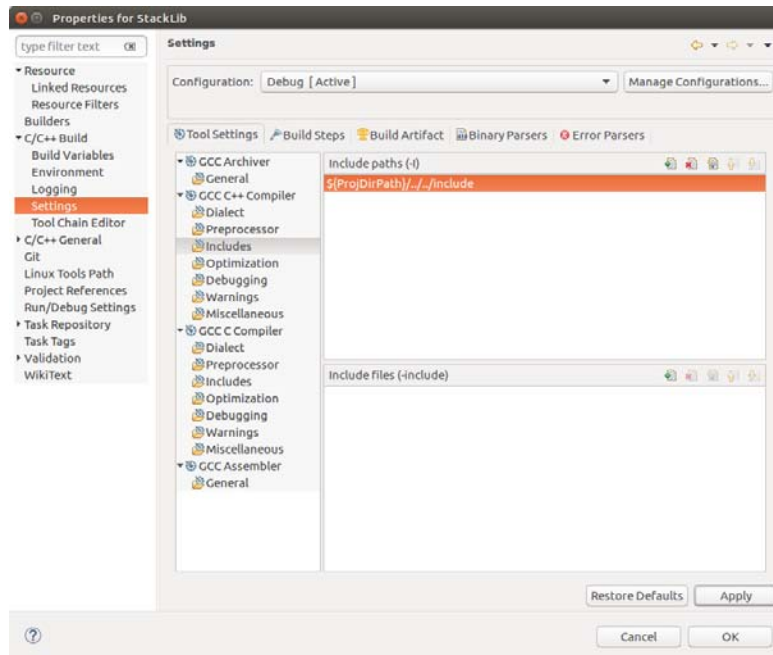 Properties for StackLib
type filter text
Resource
Linked Resources
Resource Filters
Builders
C/C++ Build
Build Variables
Environment
Logging
Settings
Tool Chain Editor
C/C++ General
Git
Linux Tools Path
Project References
Run/Debug Settings
Task Repository
Task Tags
Validation
WikiText
Settings
Configuration: Debug [Active] Manage Configurations...
Tool Settings Build Steps Build Artifact Binary Parsers Error Parsers
GCC Archiver
General
GCC C++ Compiler
Dialect
Preprocessor
Includes
Optimization
Debugging
Warnings
Miscellaneous
GCC C Compiler
Dialect
Preprocessor
Includes
Optimization
Debugging
Warnings
Miscellaneous
GCC Assembler
General
Include paths (-I)
${ProjDirPath}/../../include
Include files (-include)
Restore Defaults Apply
Cancel OK